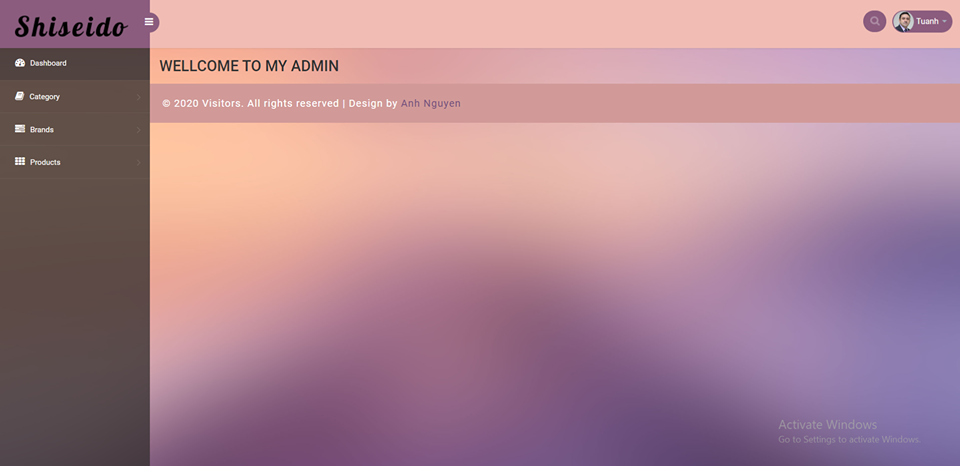 Shiseido
Tuanh
Dashboard
Category
Brands
Products
WELLCOME TO MY ADMIN
© 2020 Visitors. All rights reserved | Design by Anh Nguyen
Activate Windows
Go to Settings to activate Windows.